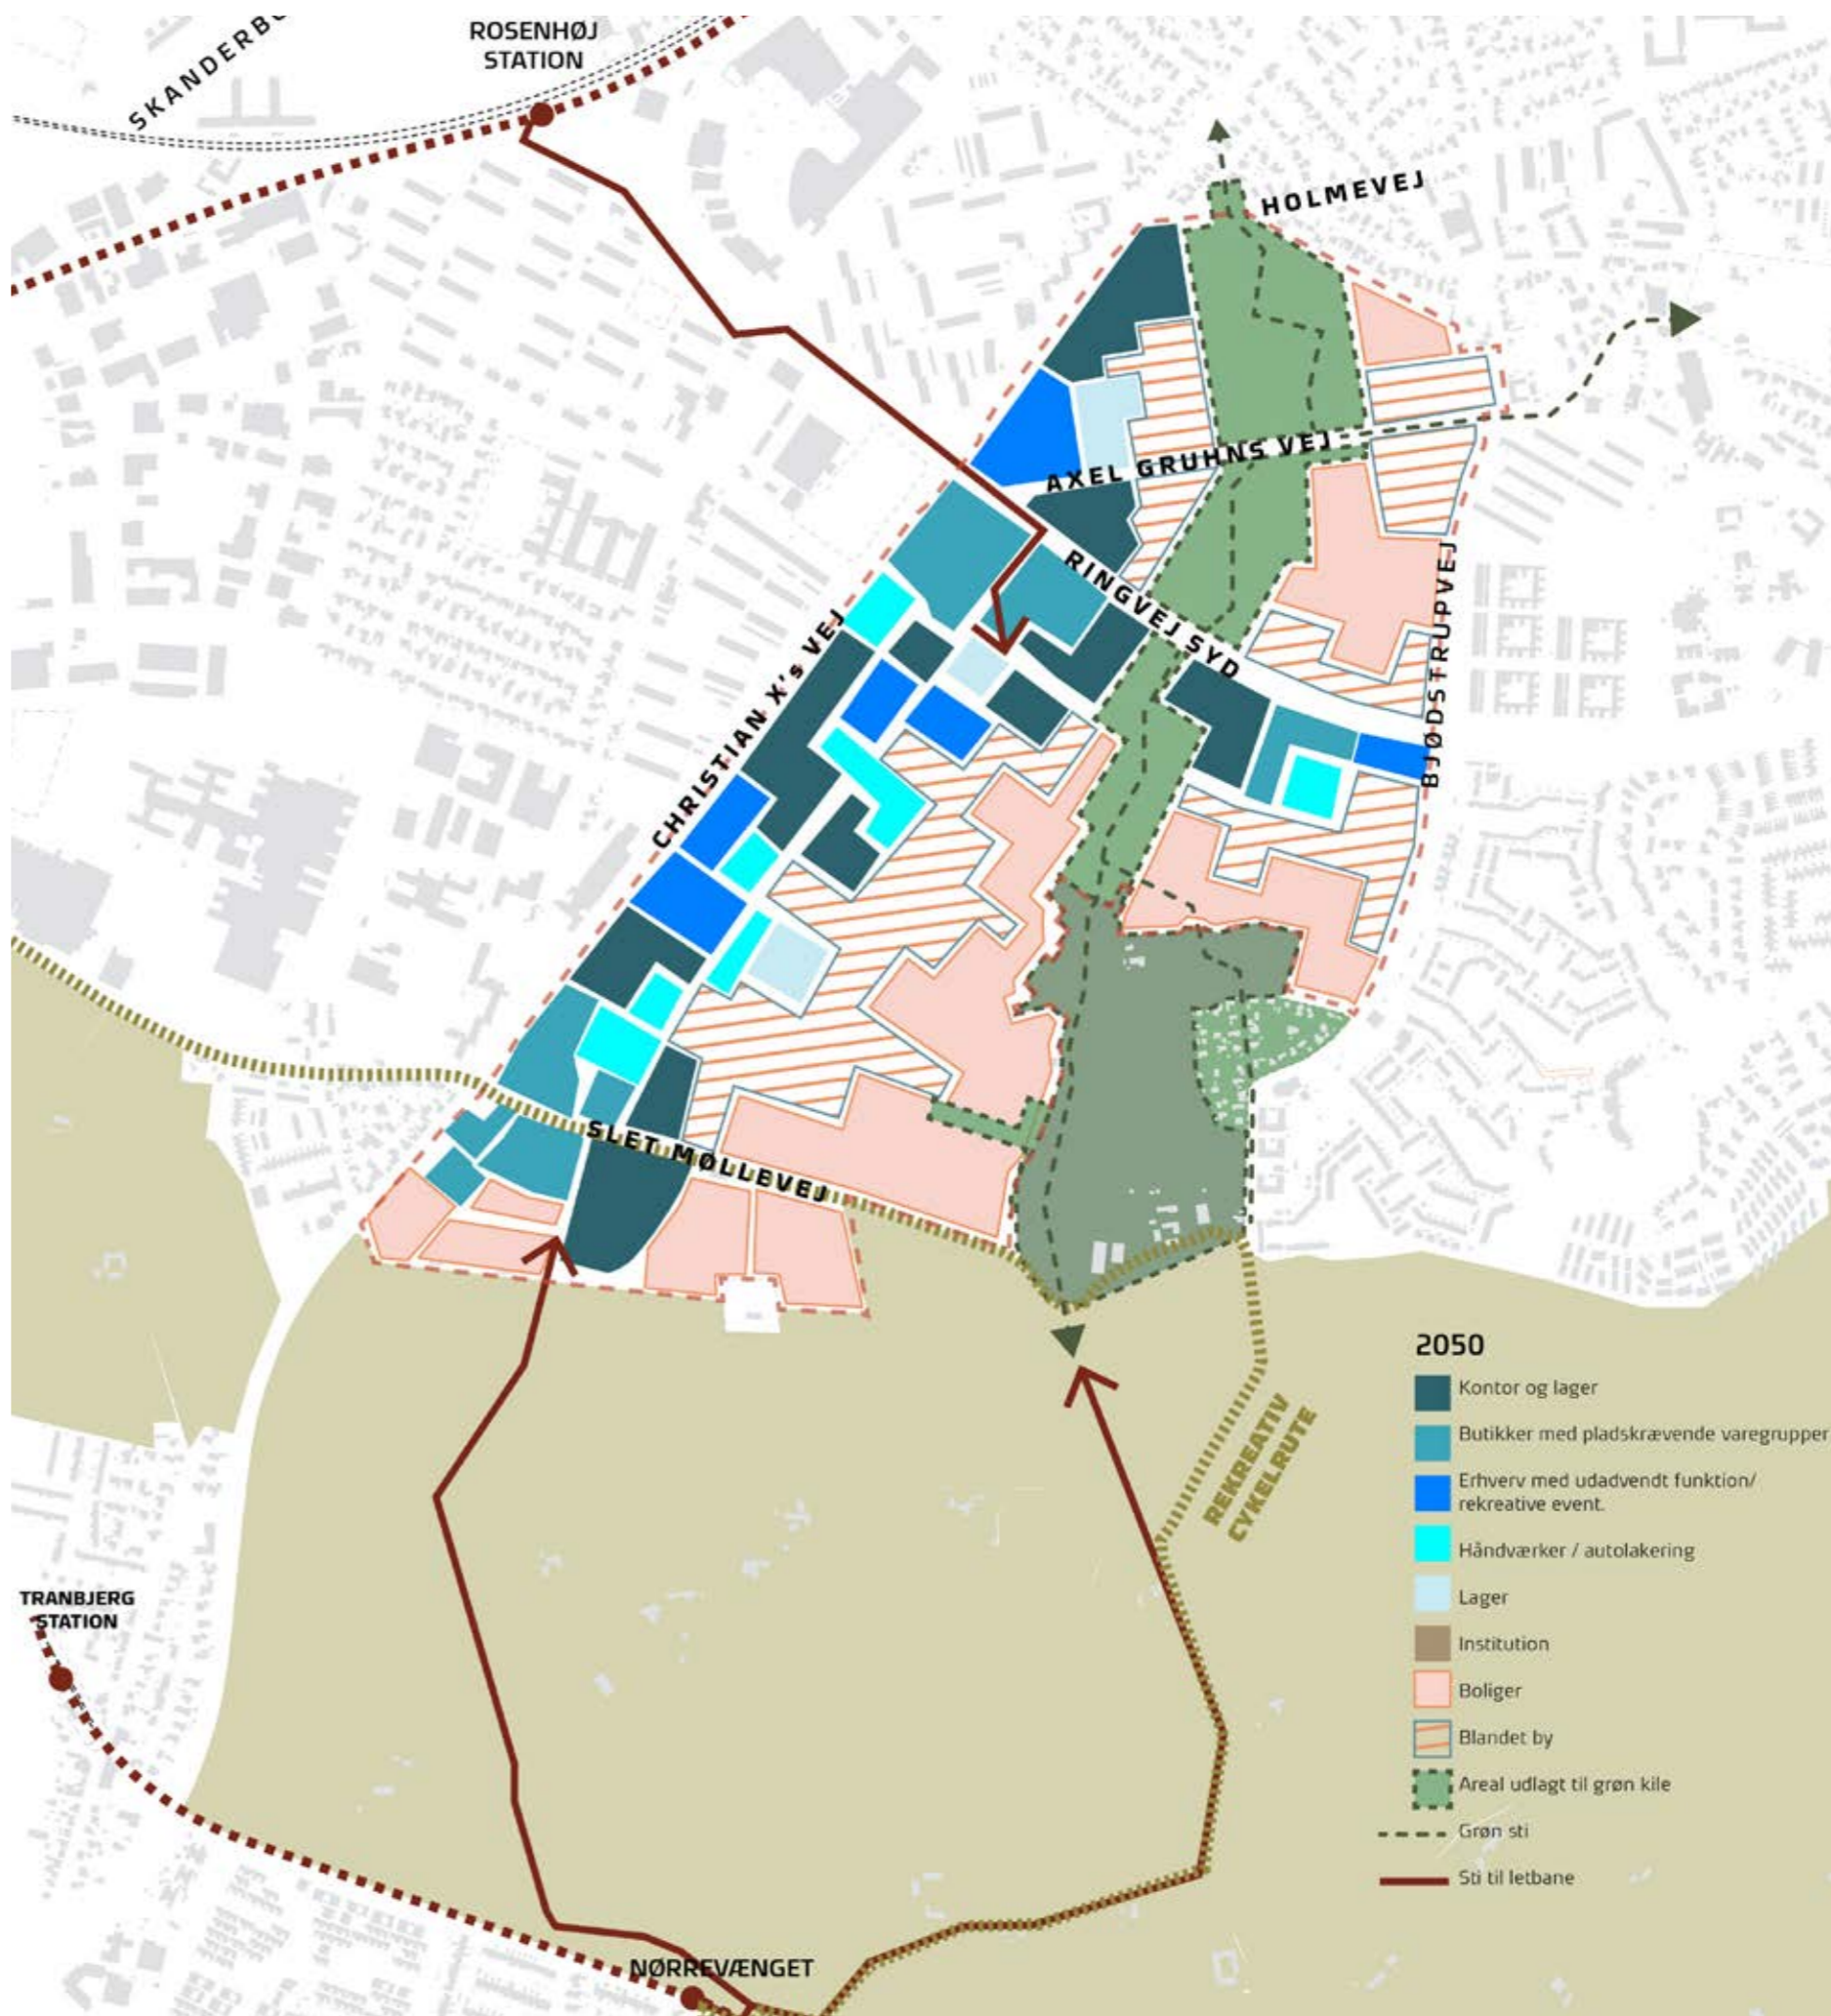 ROSENHØJ
STATION
HOLMEVEJ
AXEL GRUHNS VEJ
RINGVEJ SYD
BJØDSTRUPVEJ
CHRISTIAN X's VEJ
SLET MØLLEVEJ
REKREATIV
CYKELRUTE
TRANBJERG
STATION
NØRREVÆNGET
2050
Kontor og lager
Butikker med pladskrævende varegrupper
Erhverv med udadvendt funktion/
rekreative event.
Håndværker / autolakering
Lager
Institution
Boliger
Blandet by
Areal udlagt til grøn kile
Grøn sti
Sti til letbane